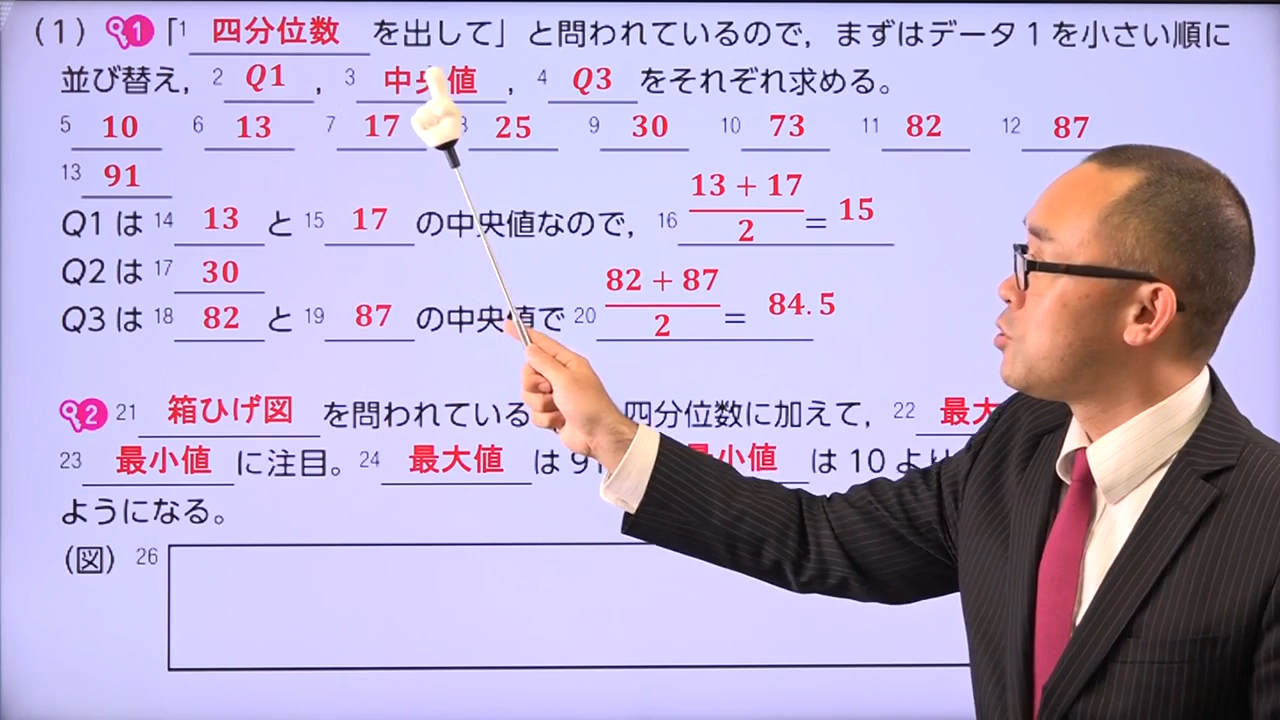 (1) 1 「1 四分位数 を出して」と問われているので，まずはデータ1を小さい順に
並び替え，2 Q1，3 中央値，4 Q3 をそれぞれ求める。
5 10 6 13 7 17 25 9 30 10 73 11 82 12 87
13 91
Q1は 14 13 と 15 17 の中央値なので，16 13 + 17 / 2 = 15
Q2は 17 30
Q3は 18 82 と 19 87 の中央値で 20 82 + 87 / 2 = 84.5
2 21 箱ひげ図 を問われている 四分位数に加えて，22 最大
23 最小値 に注目。24 最大値 は 91 小値 は10より
ようになる。
(図) 26